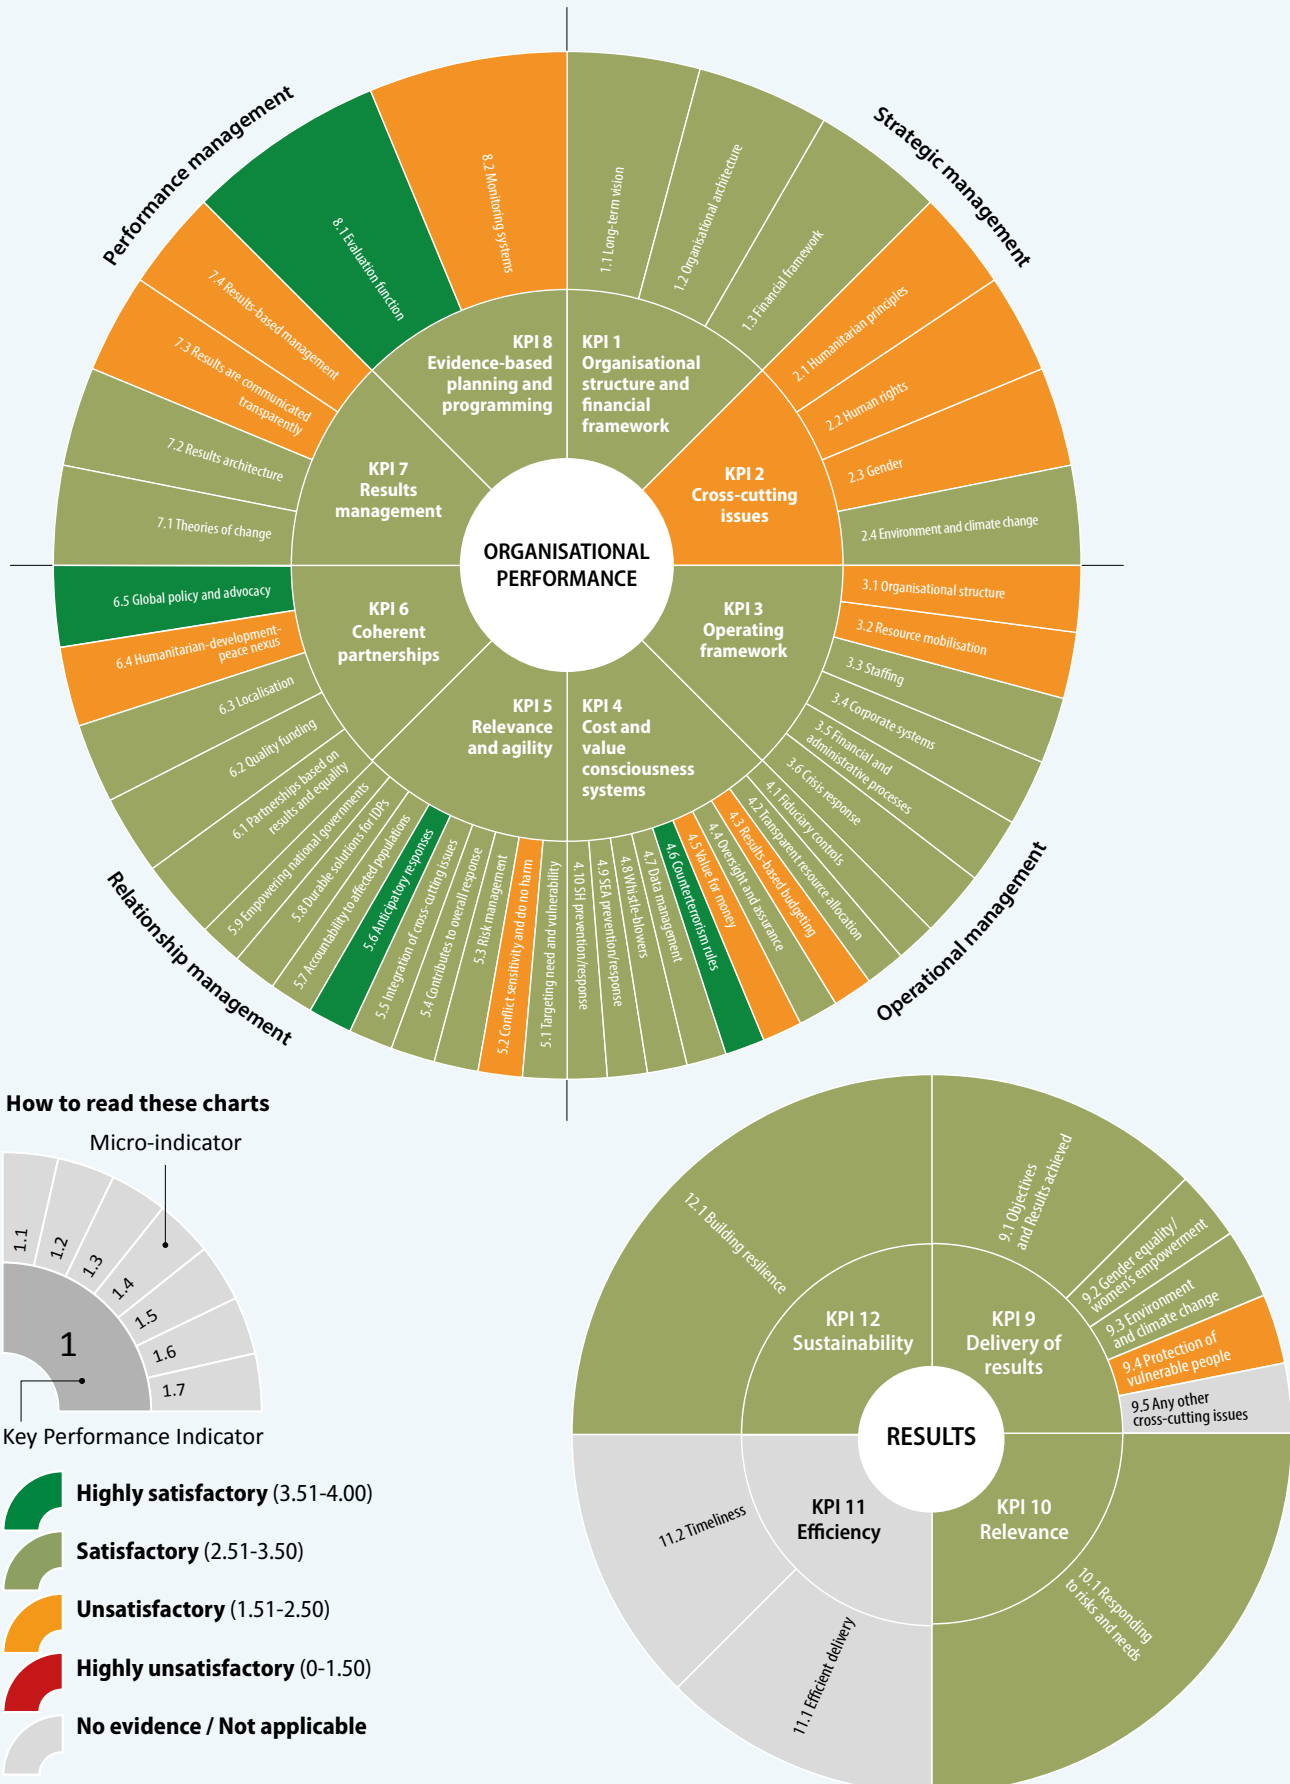 Performance management
Strategic management
8.1 Evaluation function
8.2 Monitoring systems
1.1 Long-term vision
1.2 Organisational architecture
1.3 Financial framework
2.1 Humanitarian principles
2.2 Human rights
2.3 Gender
2.4 Environment and climate change
7.4 Results-based management
7.3 Results are communicated
transparently
7.2 Results architecture
7.1 Theories of change
KPI 8
Evidence-based
planning and
programming
KPI 1
Organisational
structure and
financial
framework
KPI 7
Results
management
KPI 2
Cross-cutting
issues
ORGANISATIONAL
PERFORMANCE
KPI 6
Coherent
partnerships
KPI 3
Operating
framework
KPI 5
Relevance
and agility
KPI 4
Cost and
value
consciousness
systems
6.5 Global policy and advocacy
6.4 Humanitarian-development-
peace nexus
6.3 Localisation
6.2 Quality funding
6.1 Partnerships based on
results and equality
3.1 Organisational structure
3.2 Resource mobilisation
3.3 Staffing
3.4 Corporate systems
3.5 Financial and
administrative processes
3.6 Crisis response
5.9 Empowering national governments
5.8 Durable solutions for IDPs
5.7 Accountability to affected populations
5.6 Anticipatory responses
5.5 Integration of cross-cutting issues
5.4 Contributes to overall response
5.3 Risk management
5.2 Conflict sensitivity and do no harm
5.1 Targeting need and vulnerability
4.10 SH prevention/response
4.9 SEA prevention/response
4.8 Whistle-blowers
4.7 Data management
4.6 Counterterrorism rules
4.5 Value for money
4.4 Oversight and assurance
4.3 Results-based budgeting
4.2 Transparent resource allocation
4.1 Fiduciary controls
Relationship management
Operational management
How to read these charts
Micro-indicator
1.1
1.2
1.3
1.4
1.5
1.6
1.7
1
Key Performance Indicator
Highly satisfactory (3.51-4.00)
Satisfactory (2.51-3.50)
Unsatisfactory (1.51-2.50)
Highly unsatisfactory (0-1.50)
No evidence / Not applicable
12.1 Building resilience
9.1 Objectives
and Results achieved
9.2 Gender equality/
women's empowerment
9.3 Environment
and climate change
9.4 Protection of
vulnerable people
9.5 Any other
cross-cutting issues
KPI 12
Sustainability
KPI 9
Delivery of
results
RESULTS
KPI 11
Efficiency
KPI 10
Relevance
11.2 Timeliness
11.1 Efficient delivery
10.1 Responding
to risks and needs